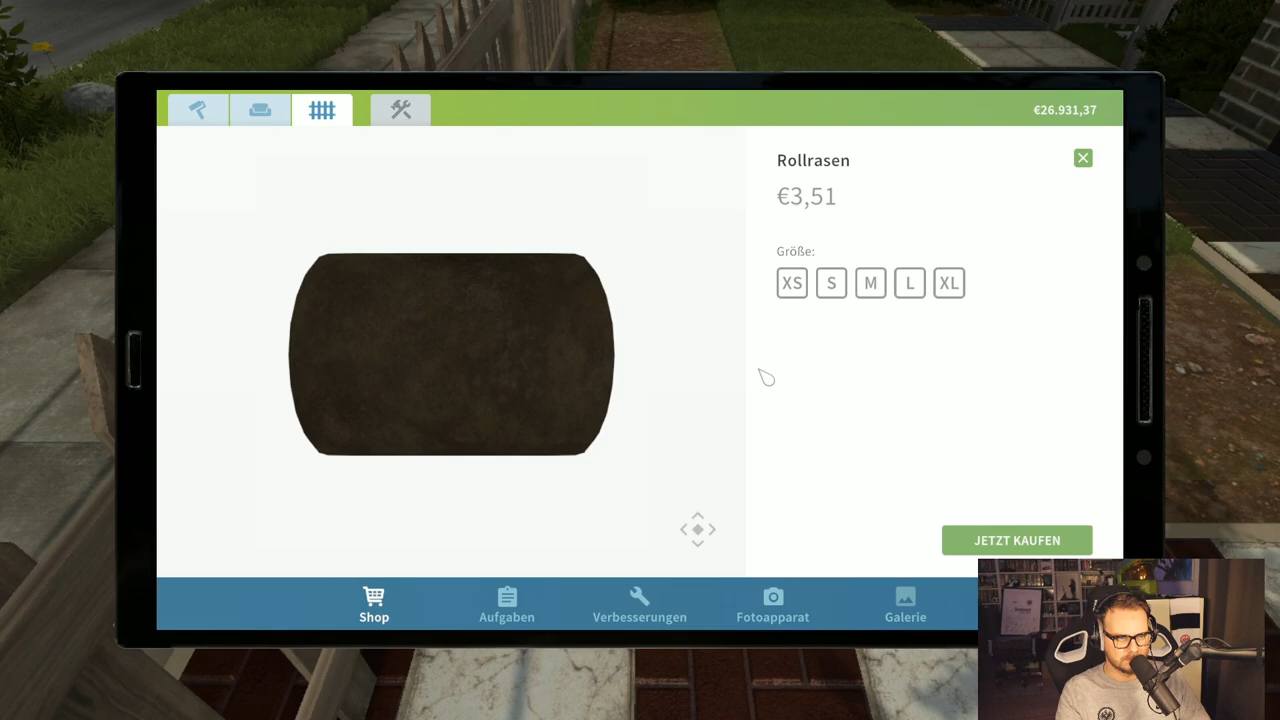 €26.931,37
Rollrasen
€3,51
Größe:
XS S M L XL
JETZT KAUFEN
Shop Aufgaben Verbesserungen Fotoapparat Galerie